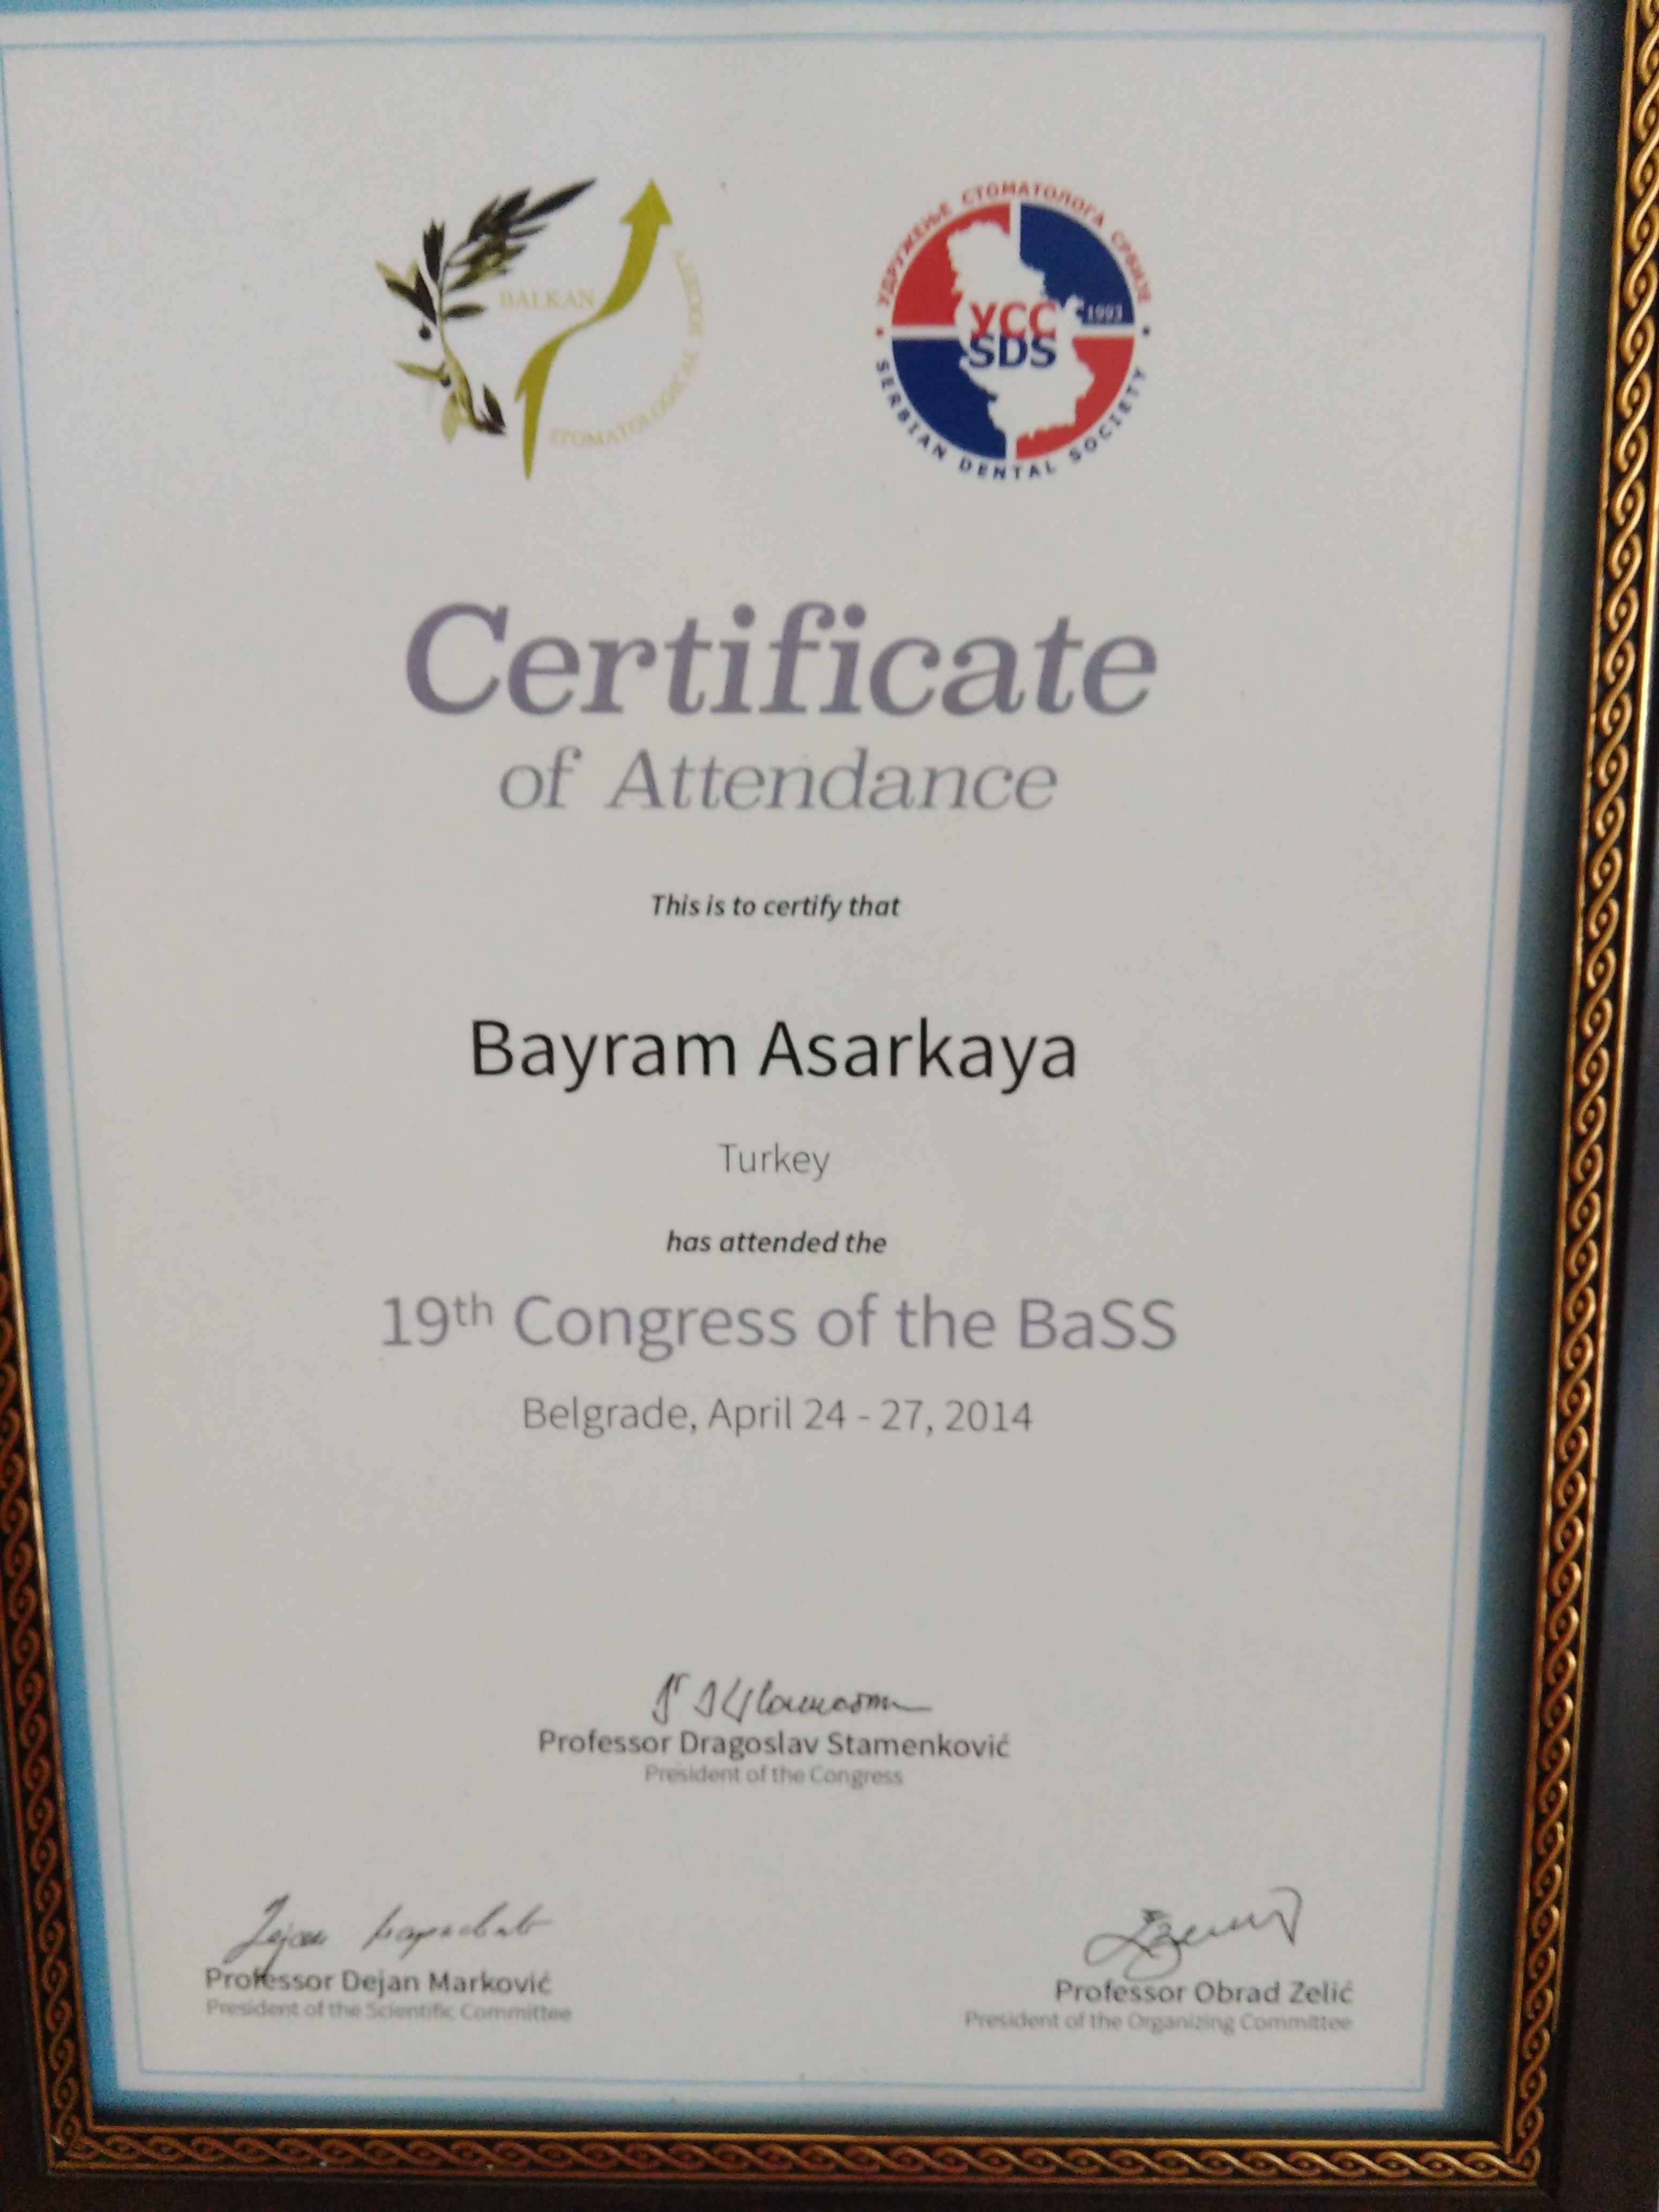 BALKAN
STOMATOLOGICAL SOCIETY
УДРУЖЕЊЕ СТОМАТОЛОГА СРБИЈЕ
УСС
1993
SDS
SERBIAN DENTAL SOCIETY
Certificate
of Attendance
This is to certify that
Bayram Asarkaya
Turkey
has attended the
19th Congress of the BaSS
Belgrade, April 24 - 27, 2014
Professor Dragoslav Stamenković
President of the Congress
Professor Dejan Marković
President of the Scientific Committee
Professor Obrad Zelić
President of the Organizing Committee